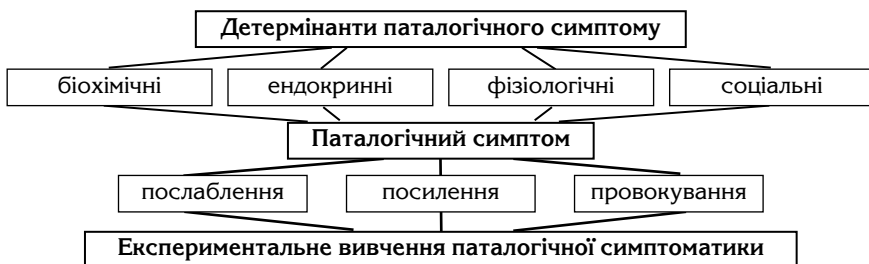 Детермінанти паталогічного симптому
біохімічні ендокринні фізіологічні соціальні
Паталогічний симптом
послаблення посилення провокування
Експериментальне вивчення паталогічної симптоматики